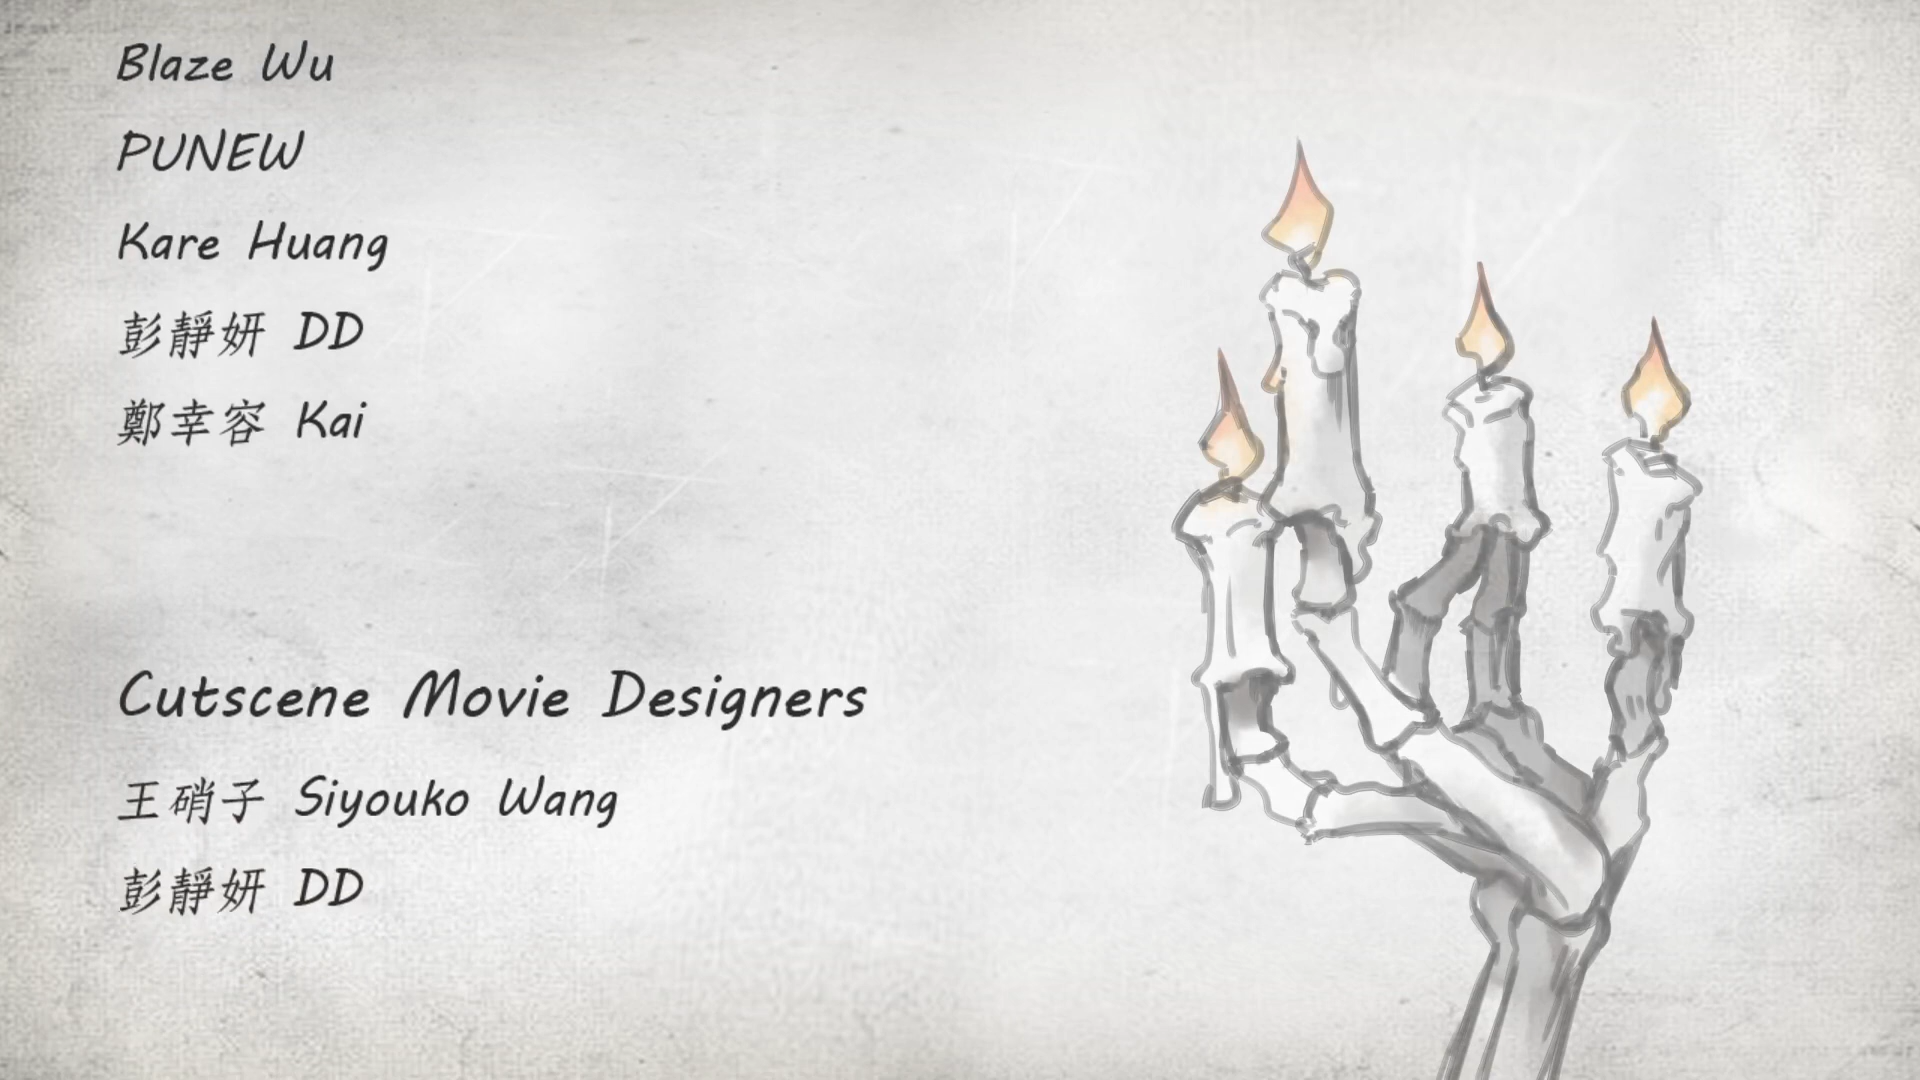 Blaze Wu
PUNEW
Kare Huang
彭靜妍 DD
鄭幸容 Kai
Cutscene Movie Designers
王硝子 Siyouko Wang
彭靜妍 DD